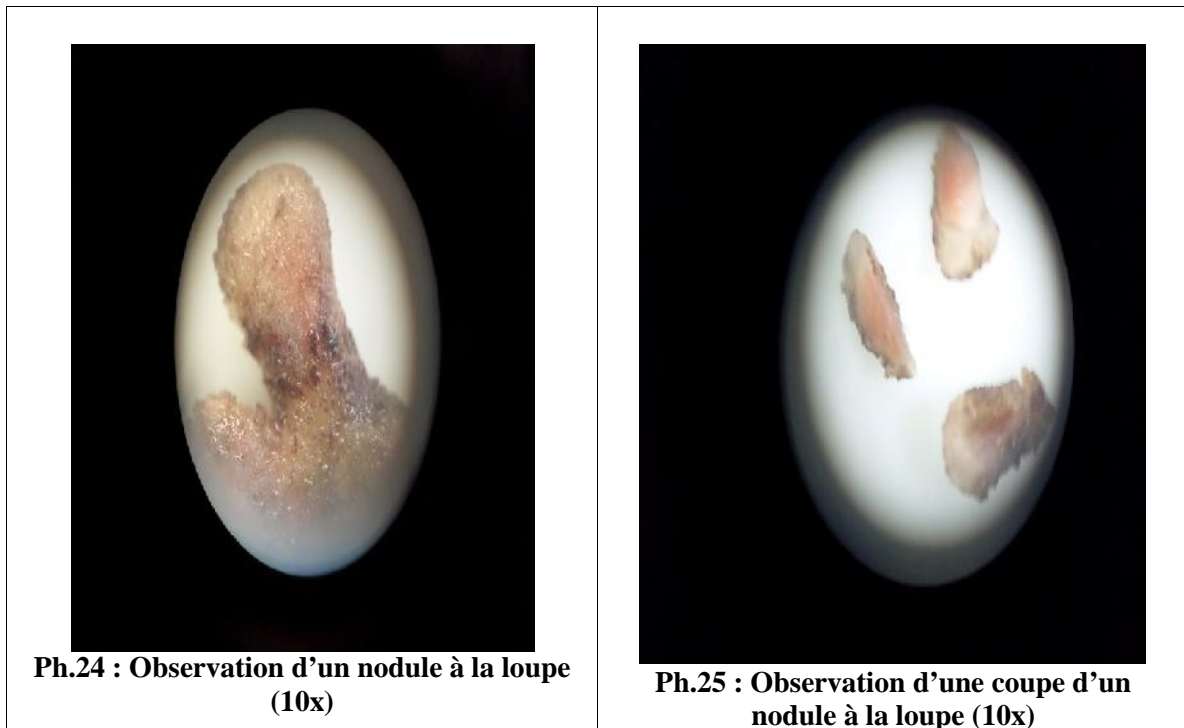 Ph.24 : Observation d’un nodule à la loupe
(10x)
Ph.25 : Observation d’une coupe d’un
nodule à la loupe (10x)